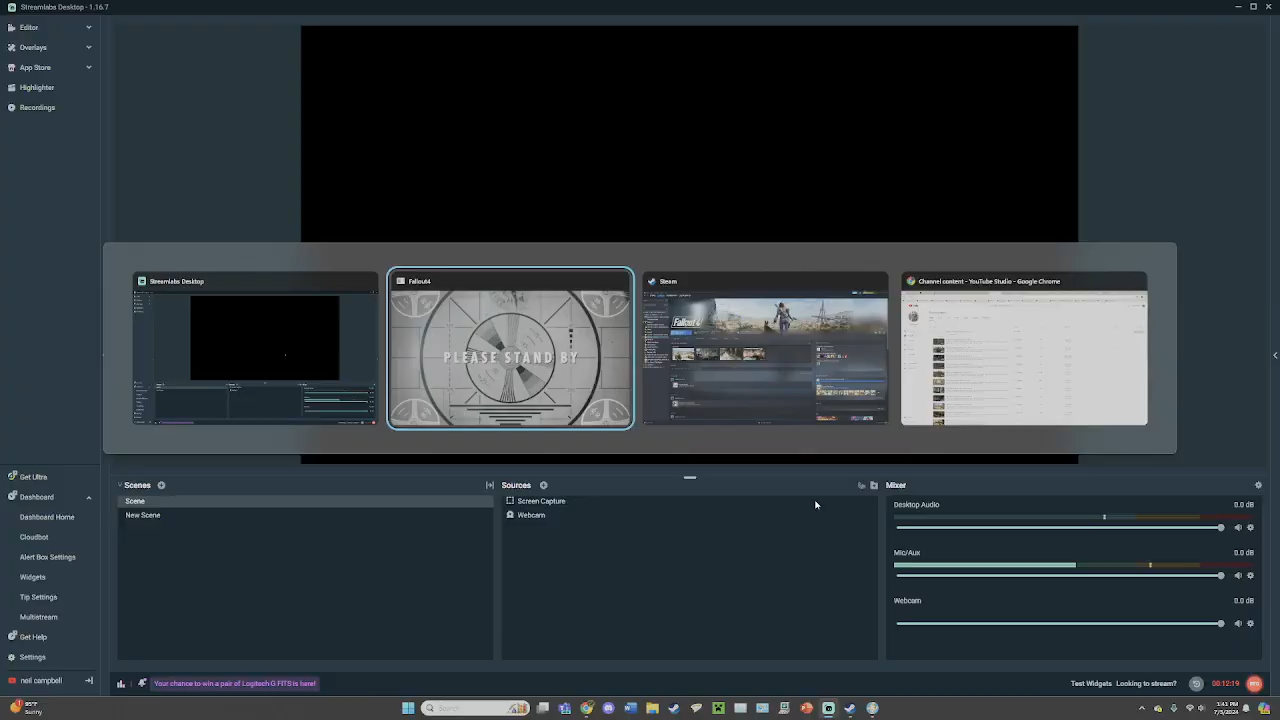 Streamlabs Desktop - 1.16.7
Editor
Overlays
App Store
Highlighter
Recordings
Streamlabs Desktop
Fallout4
Steam
Channel content - YouTube Studio - Google Chrome
PLEASE STAND BY
Fallout 4
Get Ultra
Dashboard
Dashboard Home
Cloudbot
Alert Box Settings
Widgets
Tip Settings
Multistream
Get Help
Settings
neil campbell
Scenes
Scene
New Scene
Sources
Screen Capture
Webcam
Mixer
Desktop Audio
0.0 dB
Mic/Aux
0.0 dB
Webcam
0.0 dB
Your chance to win a pair of Logitech G FITS is here!
Test Widgets
Looking to stream?
00:12:19
REC
Search
7/5/2024